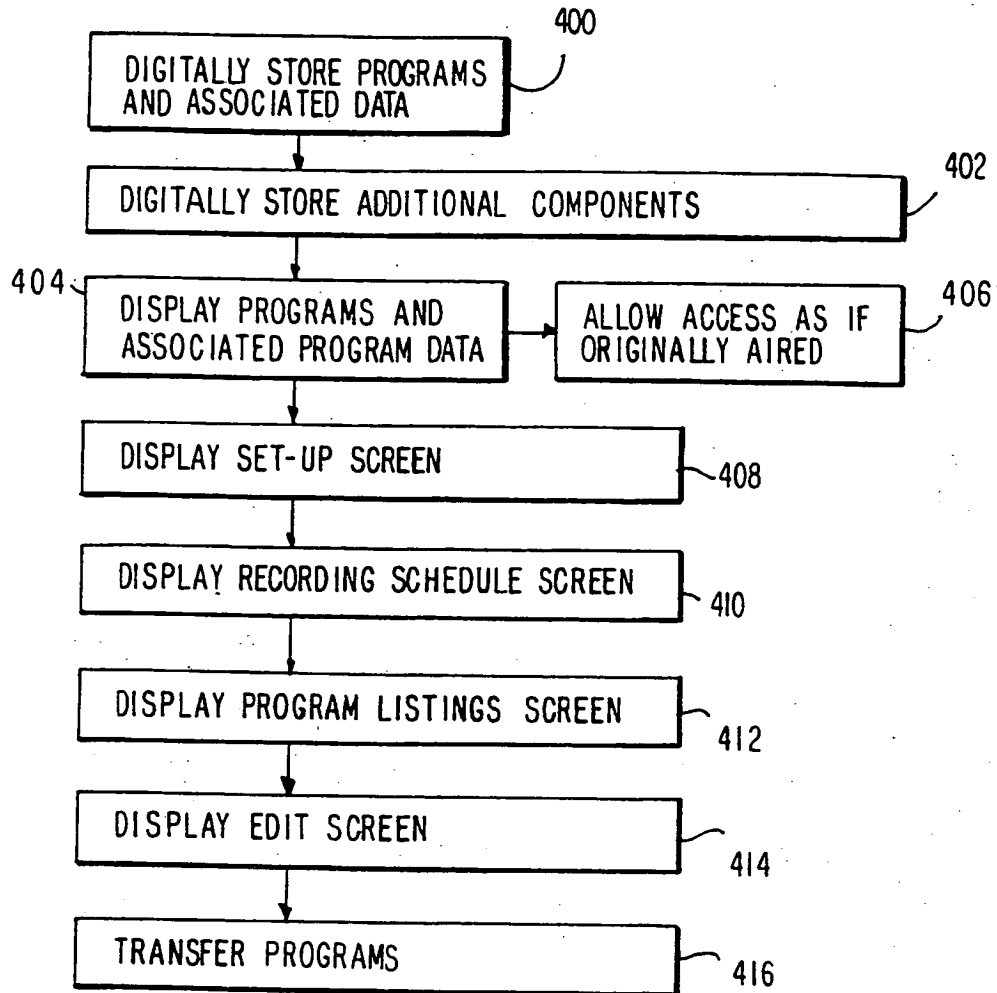 400
DIGITALLY STORE PROGRAMS
AND ASSOCIATED DATA
402
DIGITALLY STORE ADDITIONAL COMPONENTS
404
DISPLAY PROGRAMS AND
ASSOCIATED PROGRAM DATA
406
ALLOW ACCESS AS IF
ORIGINALLY AIRED
DISPLAY SET-UP SCREEN
408
DISPLAY RECORDING SCHEDULE SCREEN
410
DISPLAY PROGRAM LISTINGS SCREEN
412
DISPLAY EDIT SCREEN
414
TRANSFER PROGRAMS
416